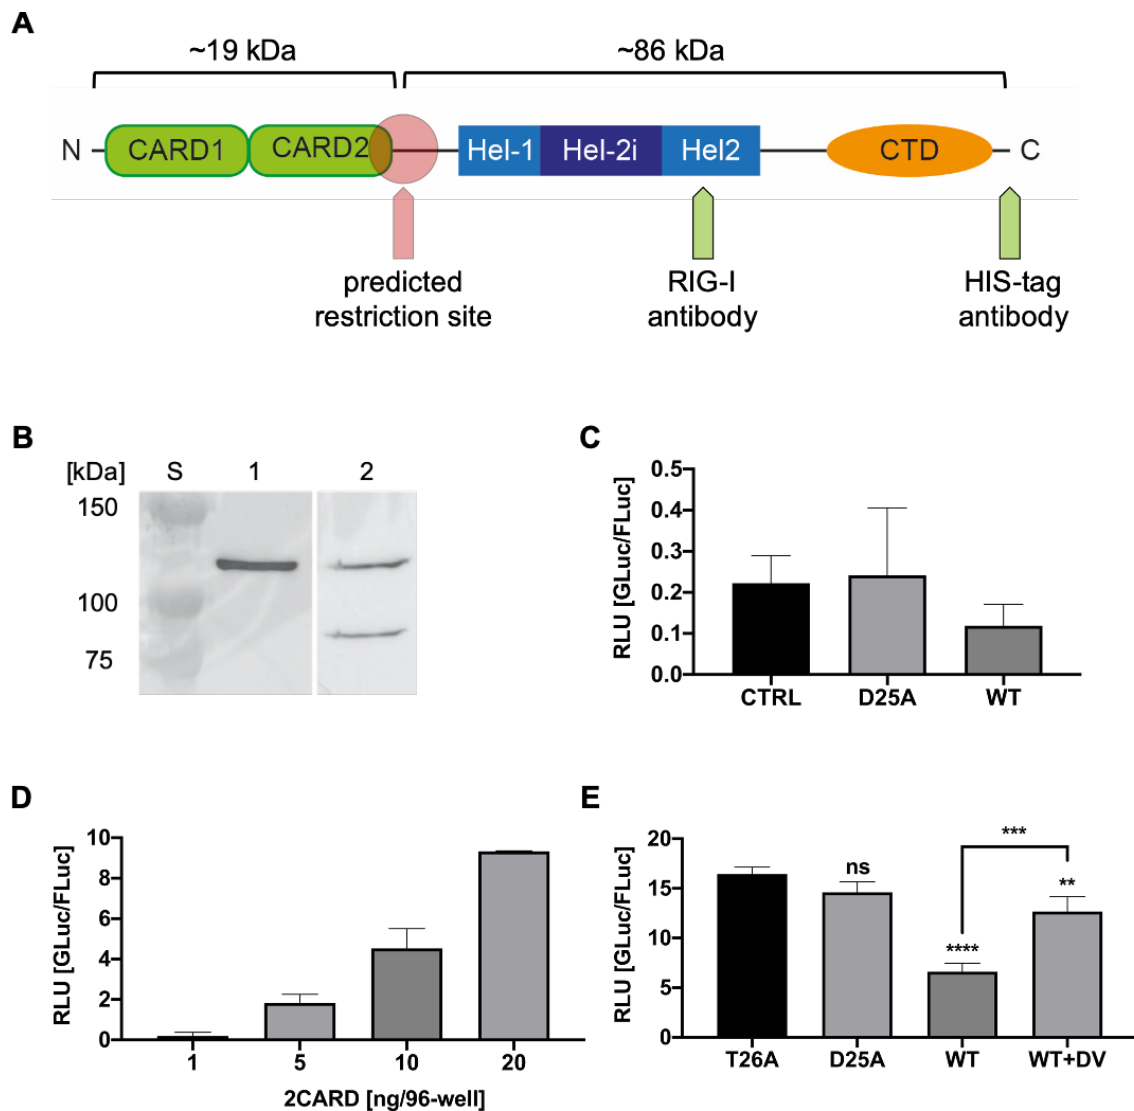 A
~19 kDa
~86 kDa
N
CARD1
CARD2
Hel-1
Hel-2i
Hel2
CTD
C
predicted
restriction site
RIG-I
antibody
HIS-tag
antibody
B
[kDa]
S
1
2
150
100
75
C
RLU [GLuc/FLuc]
0.5
0.4
0.3
0.2
0.1
0.0
CTRL
D25A
WT
D
RLU [GLuc/FLuc]
10
8
6
4
2
0
1
5
10
20
2CARD [ng/96-well]
E
RLU [GLuc/FLuc]
20
15
10
5
0
ns
****
***
**
T26A
D25A
WT
WT+DV